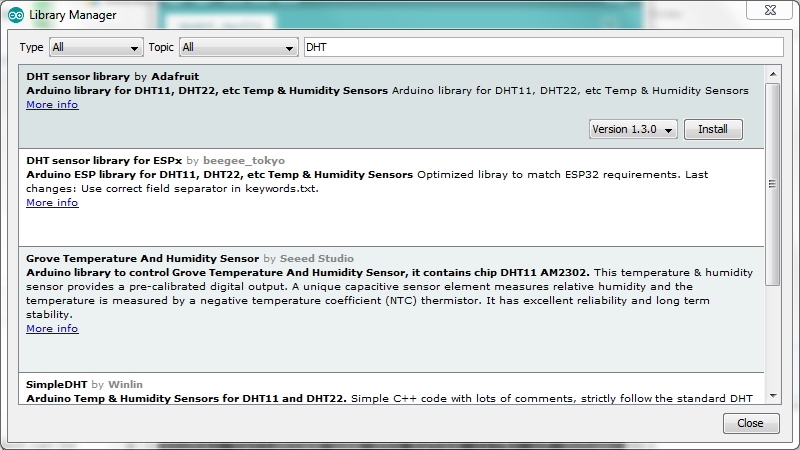 Library Manager
Type All Topic All DHT
DHT sensor library by Adafruit
Arduino library for DHT11, DHT22, etc Temp & Humidity Sensors Arduino library for DHT11, DHT22, etc Temp & Humidity Sensors
More info
Version 1.3.0 Install
DHT sensor library for ESPx by beegee_tokyo
Arduino ESP library for DHT11, DHT22, etc Temp & Humidity Sensors Optimized libray to match ESP32 requirements. Last
changes: Use correct field separator in keywords.txt.
More info
Grove Temperature And Humidity Sensor by Seeed Studio
Arduino library to control Grove Temperature And Humidity Sensor, it contains chip DHT11 AM2302. This temperature & humidity
sensor provides a pre-calibrated digital output. A unique capacitive sensor element measures relative humidity and the
temperature is measured by a negative temperature coefficient (NTC) thermistor. It has excellent reliability and long term
stability.
More info
SimpleDHT by Winlin
Arduino Temp & Humidity Sensors for DHT11 and DHT22. Simple C++ code with lots of comments, strictly follow the standard DHT
Close